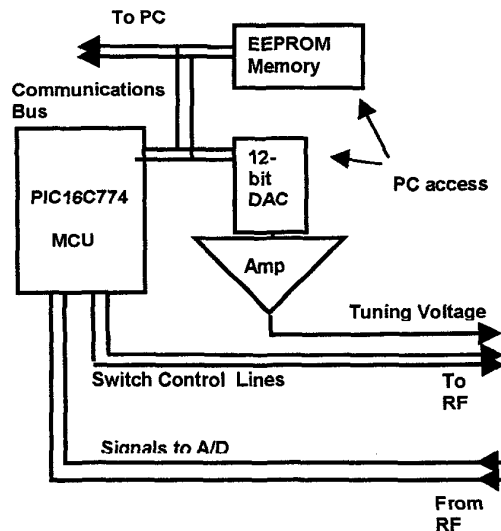 To PC
EEPROM
Memory
Communications
Bus
PIC16C774
MCU
12-
bit
DAC
PC access
Amp
Tuning Voltage
Switch Control Lines
To
RF
Signals to A/D
From
RF